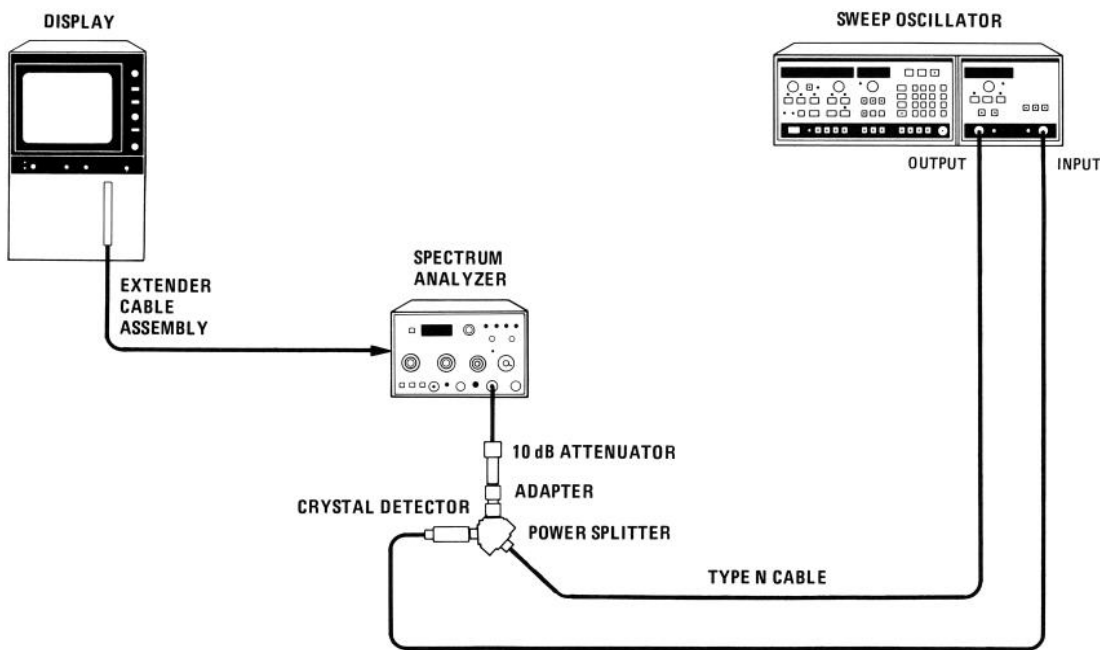 DISPLAY
SWEEP OSCILLATOR
OUTPUT
INPUT
EXTENDER
CABLE
ASSEMBLY
SPECTRUM
ANALYZER
10 dB ATTENUATOR
ADAPTER
CRYSTAL DETECTOR
POWER SPLITTER
TYPE N CABLE